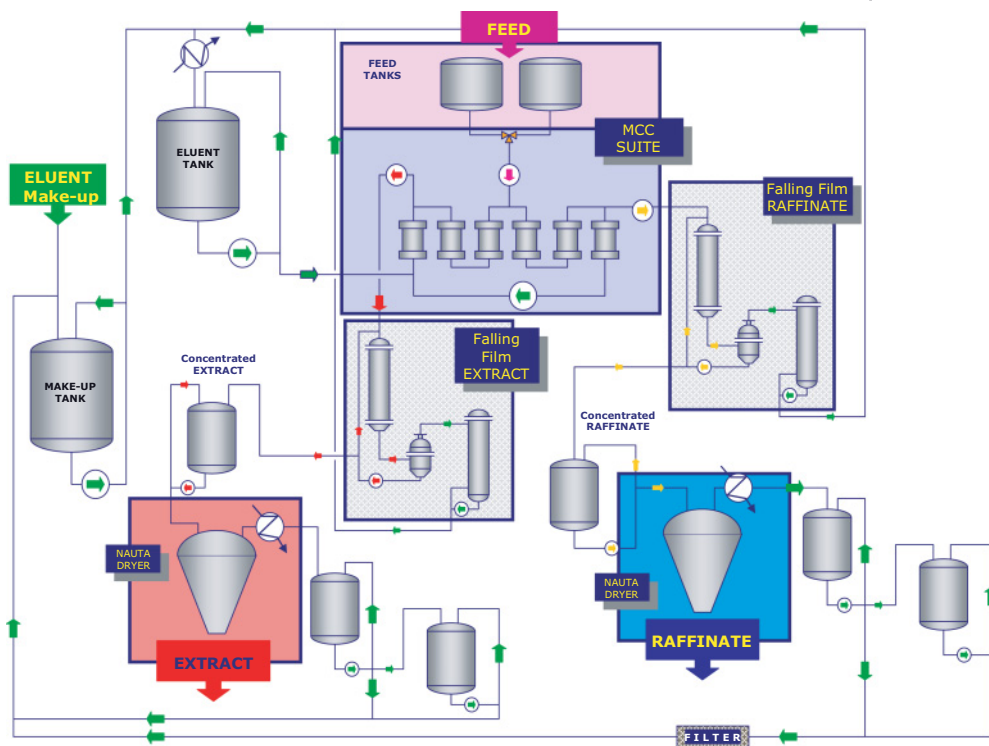 FEED
FEED
TANKS
MCC
SUITE
ELUENT
TANK
ELUENT
Make-up
Falling Film
RAFFINATE
Falling
Film
EXTRACT
Concentrated
EXTRACT
MAKE-UP
TANK
Concentrated
RAFFINATE
NAUTA
DRYER
NAUTA
DRYER
EXTRACT
RAFFINATE
FILTER